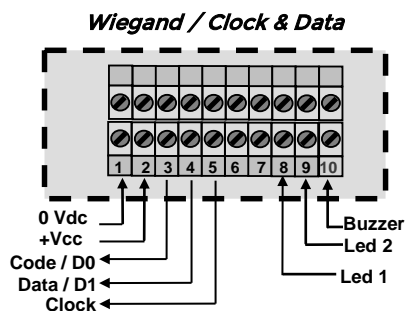 Wiegand / Clock & Data
1 2 3 4 5 6 7 8 9 10
0 Vdc
+Vcc
Code / D0
Data / D1
Clock
Buzzer
Led 2
Led 1